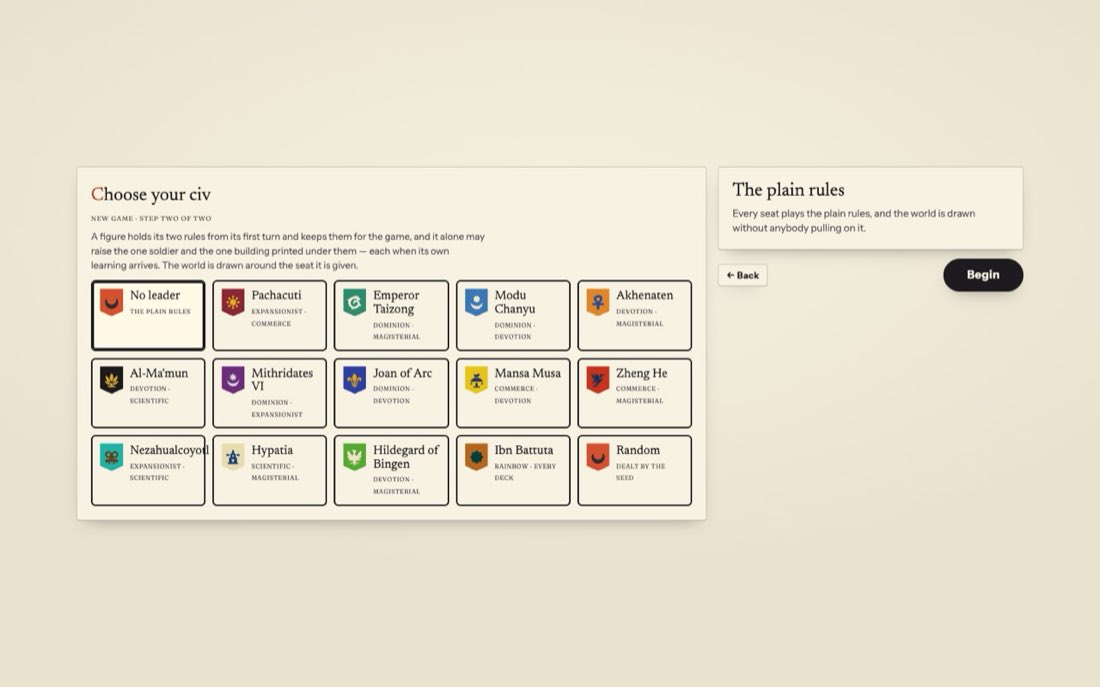 Choose your civ
NEW GAME · STEP TWO OF TWO
A figure holds its two rules from its first turn and keeps them for the game, and it alone may
raise the one soldier and the one building printed under them — each when its own
learning arrives. The world is drawn around the seat it is given.
No leader
THE PLAIN RULES
Pachacuti
EXPANSIONIST ·
COMMERCE
Emperor
Taizong
DOMINION ·
MAGISTERIAL
Modu
Chanyu
DOMINION ·
DEVOTION
Akhenaten
DEVOTION ·
MAGISTERIAL
Al-Ma'mun
DEVOTION ·
SCIENTIFIC
Mithridates
VI
DOMINION ·
EXPANSIONIST
Joan of Arc
DOMINION ·
DEVOTION
Mansa Musa
COMMERCE ·
DEVOTION
Zheng He
COMMERCE ·
MAGISTERIAL
Nezahualcoyotl
EXPANSIONIST ·
SCIENTIFIC
Hypatia
SCIENTIFIC ·
MAGISTERIAL
Hildegard of
Bingen
DEVOTION ·
MAGISTERIAL
Ibn Battuta
RAINBOW · EVERY
DECK
Random
DEALT BY THE
SEED
The plain rules
Every seat plays the plain rules, and the world is drawn
without anybody pulling on it.
← Back
Begin